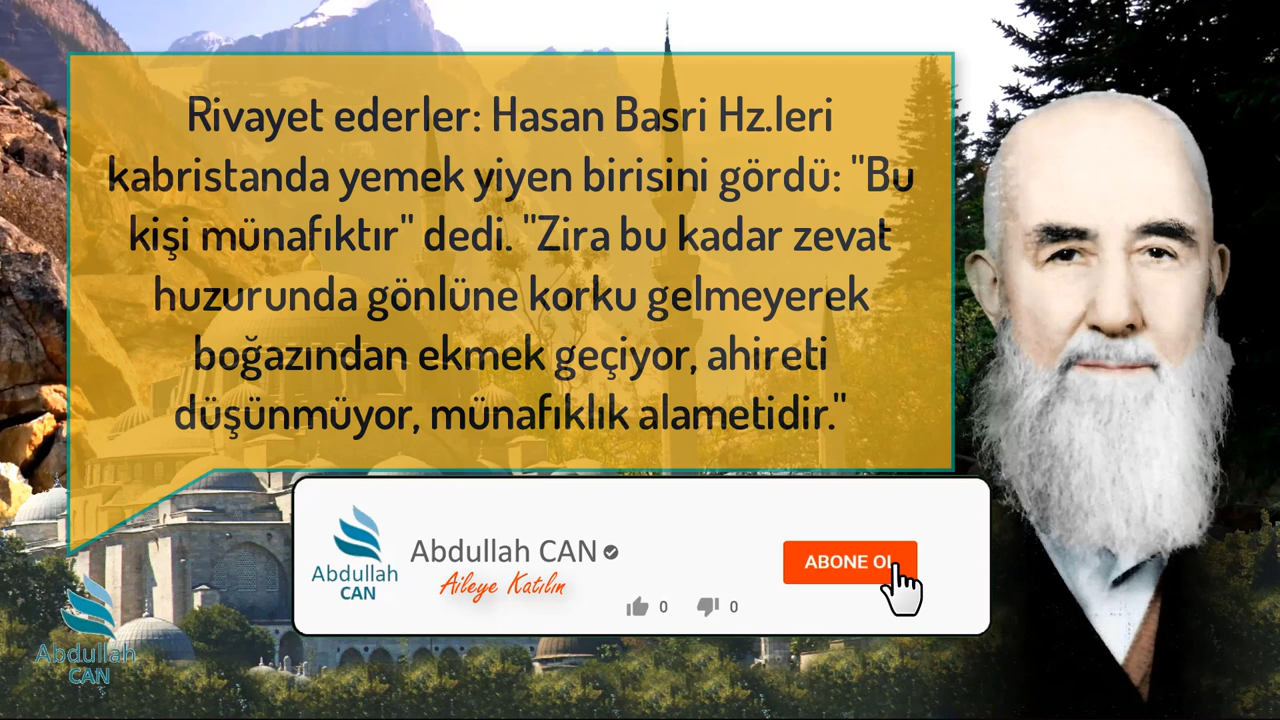 Rivayet ederler: Hasan Basri Hz.leri
kabristanda yemek yiyen birisini gördü: "Bu
kişi münafıktır" dedi. "Zira bu kadar zevat
huzurunda gönlüne korku gelmeyerek
boğazından ekmek geçiyor, ahireti
düşünmüyor, münafıklık alametidir."
Abdullah
CAN
Abdullah CAN
Aileye Katılın
0 0
ABONE OL
Abdullah
CAN